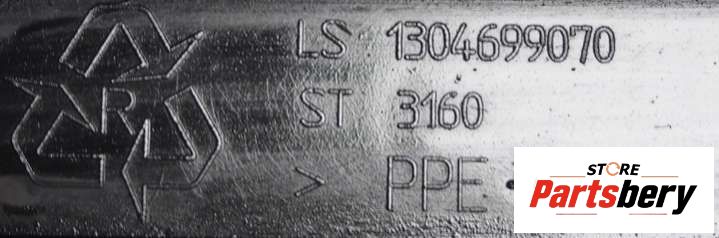 R
LS 1304699070
ST 3160
> PPE
STORE
Partsbery